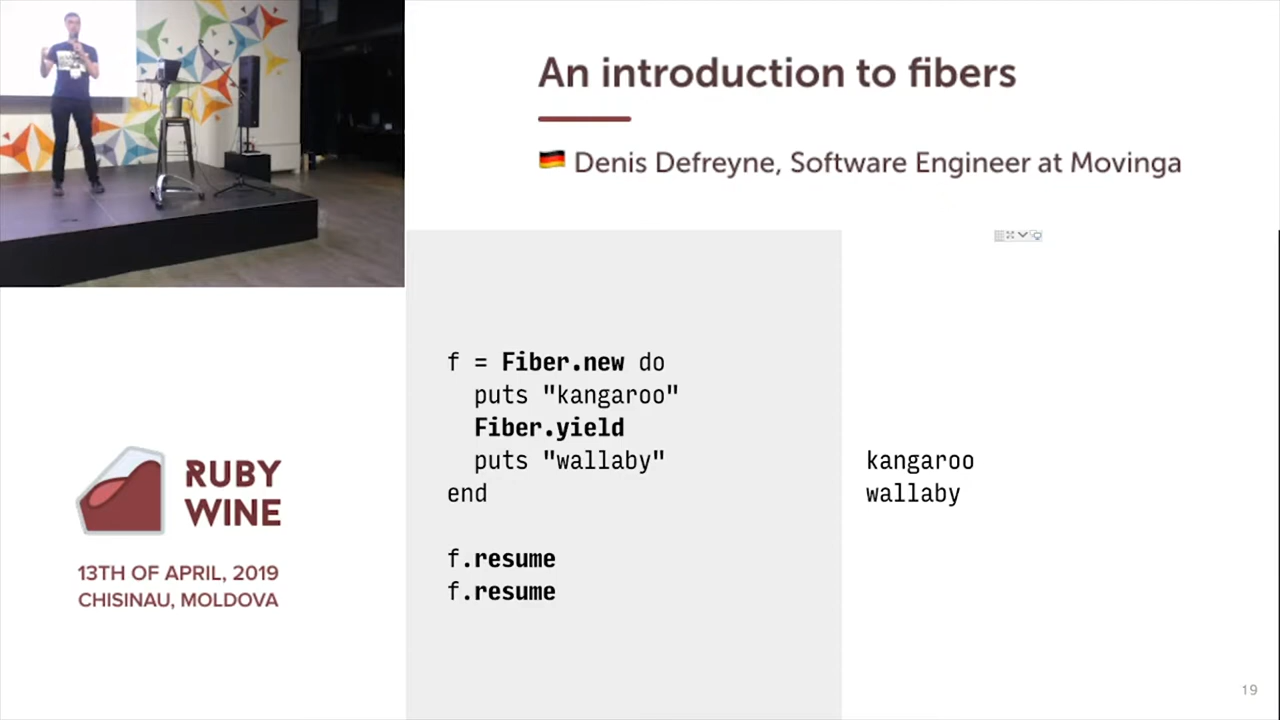 An introduction to fibers
🇩🇪 Denis Defreyne, Software Engineer at Movinga
f = Fiber.new do
  puts "kangaroo"
  Fiber.yield
  puts "wallaby"
end
f.resume
f.resume
kangaroo
wallaby
RUBY
WINE
13TH OF APRIL, 2019
CHISINAU, MOLDOVA
19